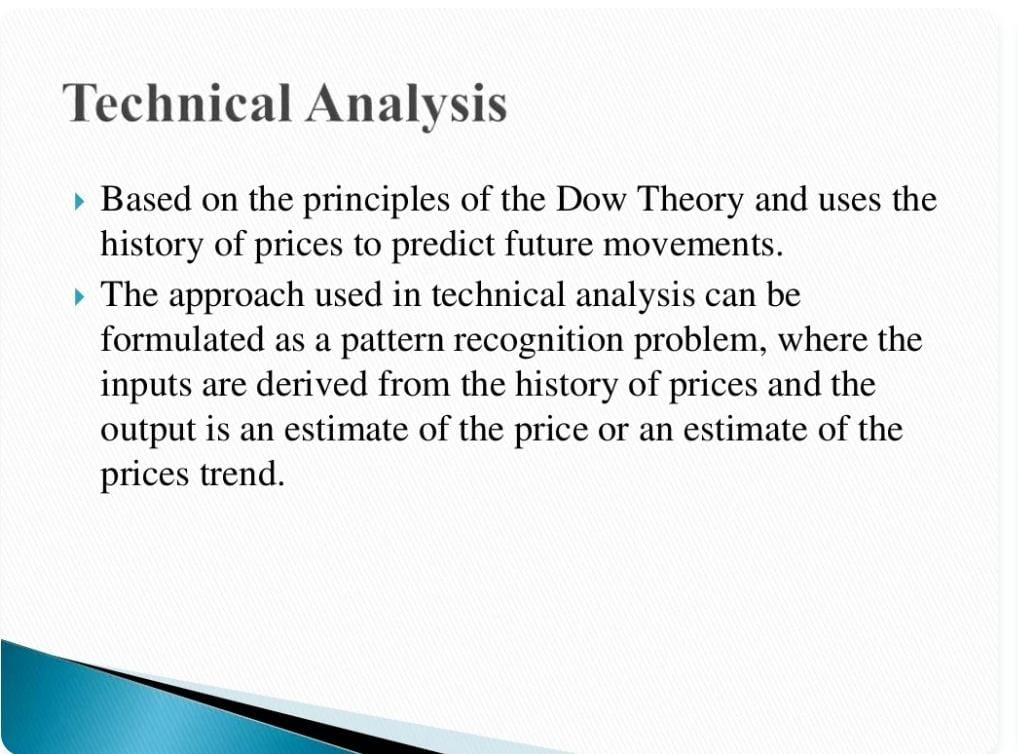 Technical Analysis
Based on the principles of the Dow Theory and uses the
history of prices to predict future movements.
The approach used in technical analysis can be
formulated as a pattern recognition problem, where the
inputs are derived from the history of prices and the
output is an estimate of the price or an estimate of the
prices trend.